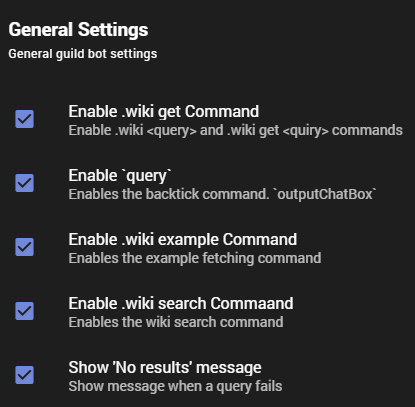 General Settings
General guild bot settings
Enable .wiki get Command
Enable .wiki <query> and .wiki get <quiry> commands
Enable `query`
Enables the backtick command. `outputChatBox`
Enable .wiki example Command
Enables the example fetching command
Enable .wiki search Commaand
Enables the wiki search command
Show 'No results' message
Show message when a query fails